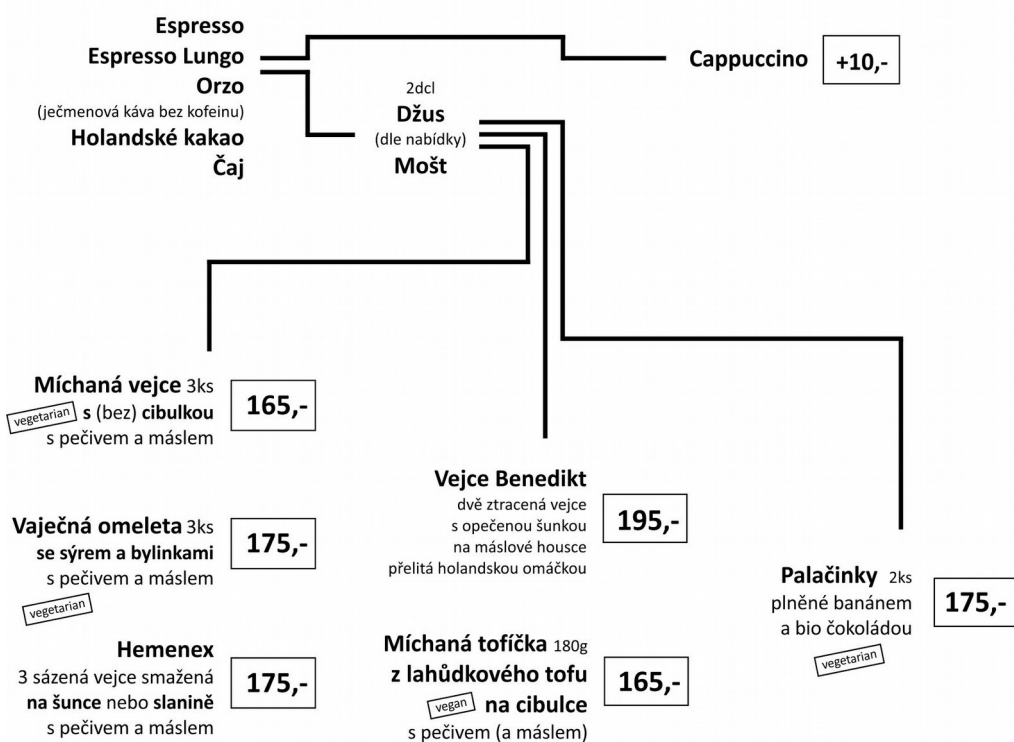 Espresso
Espresso Lungo
Orzo
(ječmenová káva bez kofeinu)
Holandské kakao
Čaj
2dcl
Džus
(dle nabídky)
Mošt
Cappuccino +10,-
Míchaná vejce 3ks
vegetarian s (bez) cibulkou
s pečivem a máslem
165,-
Vaječná omeleta 3ks
se sýrem a bylinkami
s pečivem a máslem
vegetarian
175,-
Hemenex
3 sázená vejce smažená
na šunce nebo slanině
s pečivem a máslem
175,-
Vejce Benedikt
dvě ztracená vejce
s opečenou šunkou
na máslové housce
přelitá holandskou omáčkou
195,-
Míchaná tofíčka 180g
z lahůdkového tofu
vegan na cibulce
s pečivem (a máslem)
165,-
Palačinky 2ks
plněné banánem
a bio čokoládou
vegetarian
175,-